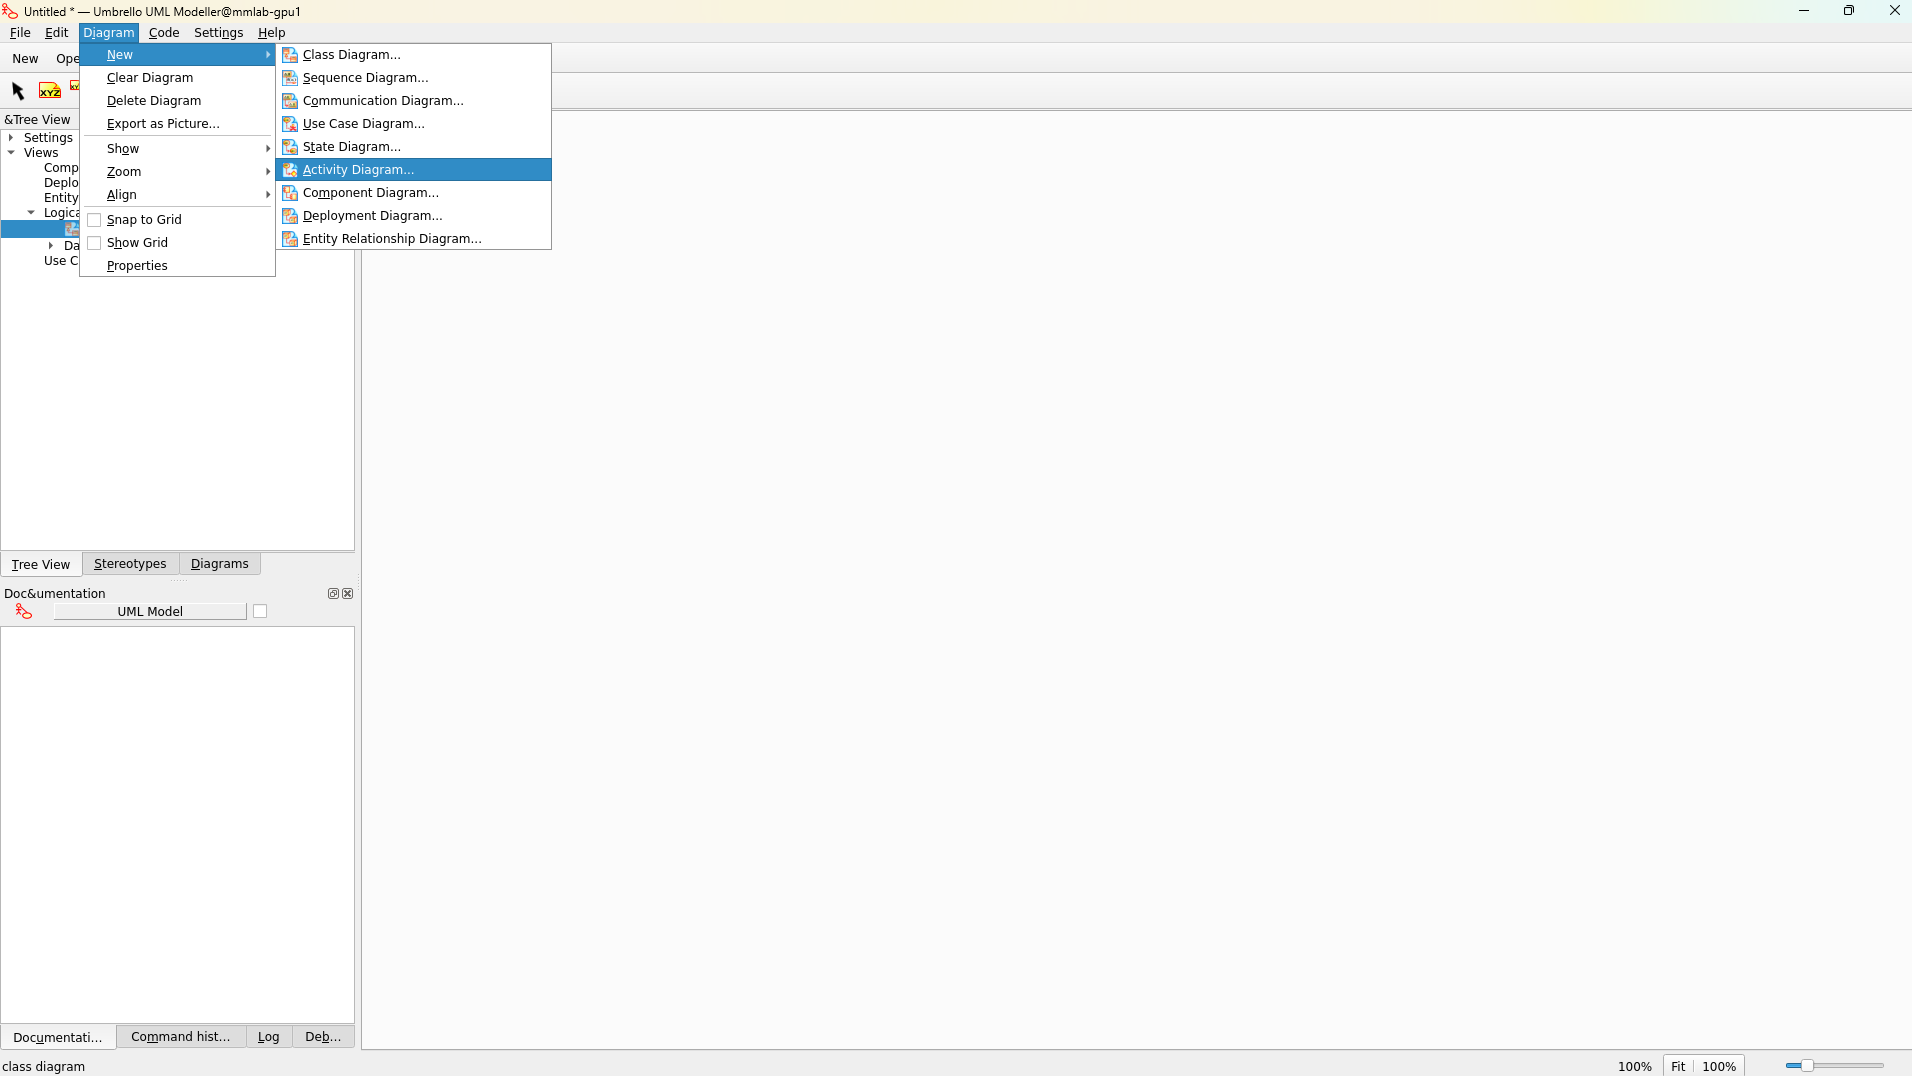 Untitled * — Umbrello UML Modeller@mmlab-gpu1
File Edit Diagram Code Settings Help
New Ope
New
Clear Diagram
Delete Diagram
Export as Picture...
Show
Zoom
Align
Snap to Grid
Show Grid
Properties
Class Diagram...
Sequence Diagram...
Communication Diagram...
Use Case Diagram...
State Diagram...
Activity Diagram...
Component Diagram...
Deployment Diagram...
Entity Relationship Diagram...
XYZ
&Tree View
Settings
Views
Comp
Deplo
Entity
Logica
Da
Use C
Tree View Stereotypes Diagrams
Doc&umentation
UML Model
Documentati... Command hist... Log Deb...
class diagram
100% Fit 100%